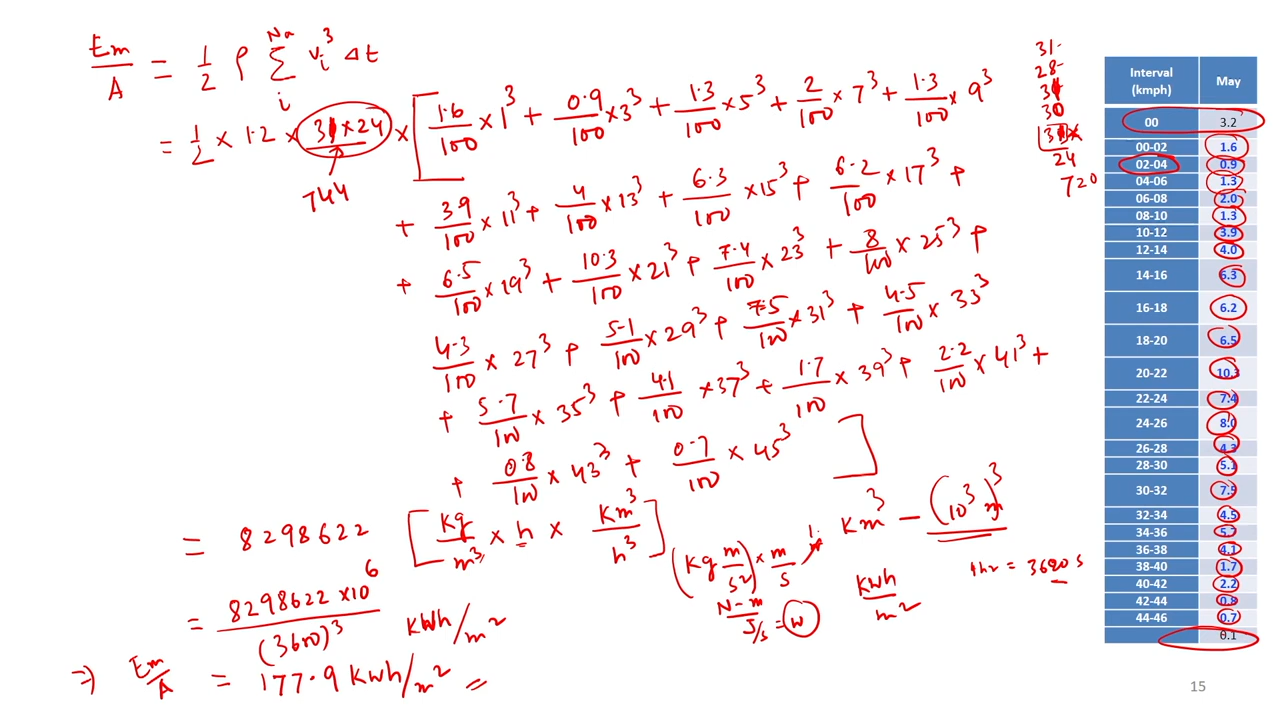 Em/A = 1/2 ρ Σ_i^Na v_i^3 Δt
= 1/2 × 1.2 × 31×24 × [ 1.6/100 × 1^3 + 0.9/100 × 3^3 + 1.3/100 × 5^3 + 2/100 × 7^3 + 1.3/100 × 9^3
744
+ 3.9/100 × 11^3 + 4/100 × 13^3 + 6.3/100 × 15^3 + 6.2/100 × 17^3 +
+ 6.5/100 × 19^3 + 10.3/100 × 21^3 + 7.4/100 × 23^3 + 8/100 × 25^3 +
4.3/100 × 27^3 + 5.1/100 × 29^3 + 7.5/100 × 31^3 + 4.5/100 × 33^3
+ 5.7/100 × 35^3 + 4.1/100 × 37^3 + 1.7/100 × 39^3 + 2.2/100 × 41^3 +
+ 0.8/100 × 43^3 + 0.7/100 × 45^3 ]
= 8298622 [ kg/m^3 × h × Km^3/h^3 ]
Km^3 – (10^3)^3 m
(kg m/s^2) × m/s
1 hr = 3600 s
N-m
J/s = W
kWh/m^2
= 8298622 × 10^6 / (3600)^3 kWh/m^2
⇒ Em/A = 177.9 kWh/m^2 =
31-
28-
31
30
31 ×
24
720
Interval (kmph) May
00 3.2
00-02 1.6
02-04 0.9
04-06 1.3
06-08 2.0
08-10 1.3
10-12 3.9
12-14 4.0
14-16 6.3
16-18 6.2
18-20 6.5
20-22 10.3
22-24 7.4
24-26 8.0
26-28 4.3
28-30 5.1
30-32 7.5
32-34 4.5
34-36 5.7
36-38 4.1
38-40 1.7
40-42 2.2
42-44 0.8
44-46 0.7
0.1
15